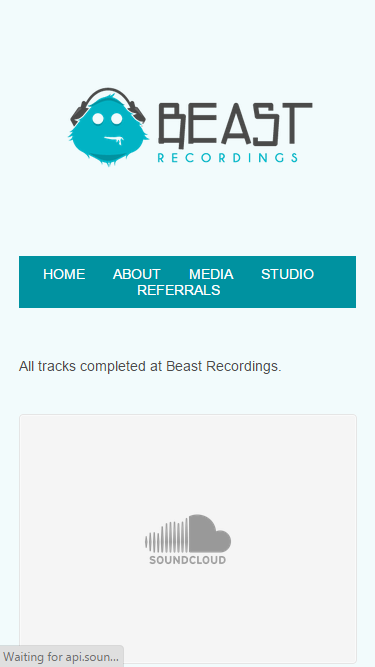 BEAST
RECORDINGS
HOME ABOUT MEDIA STUDIO
REFERRALS
All tracks completed at Beast Recordings.
SOUNDCLOUD
Waiting for api.soun...